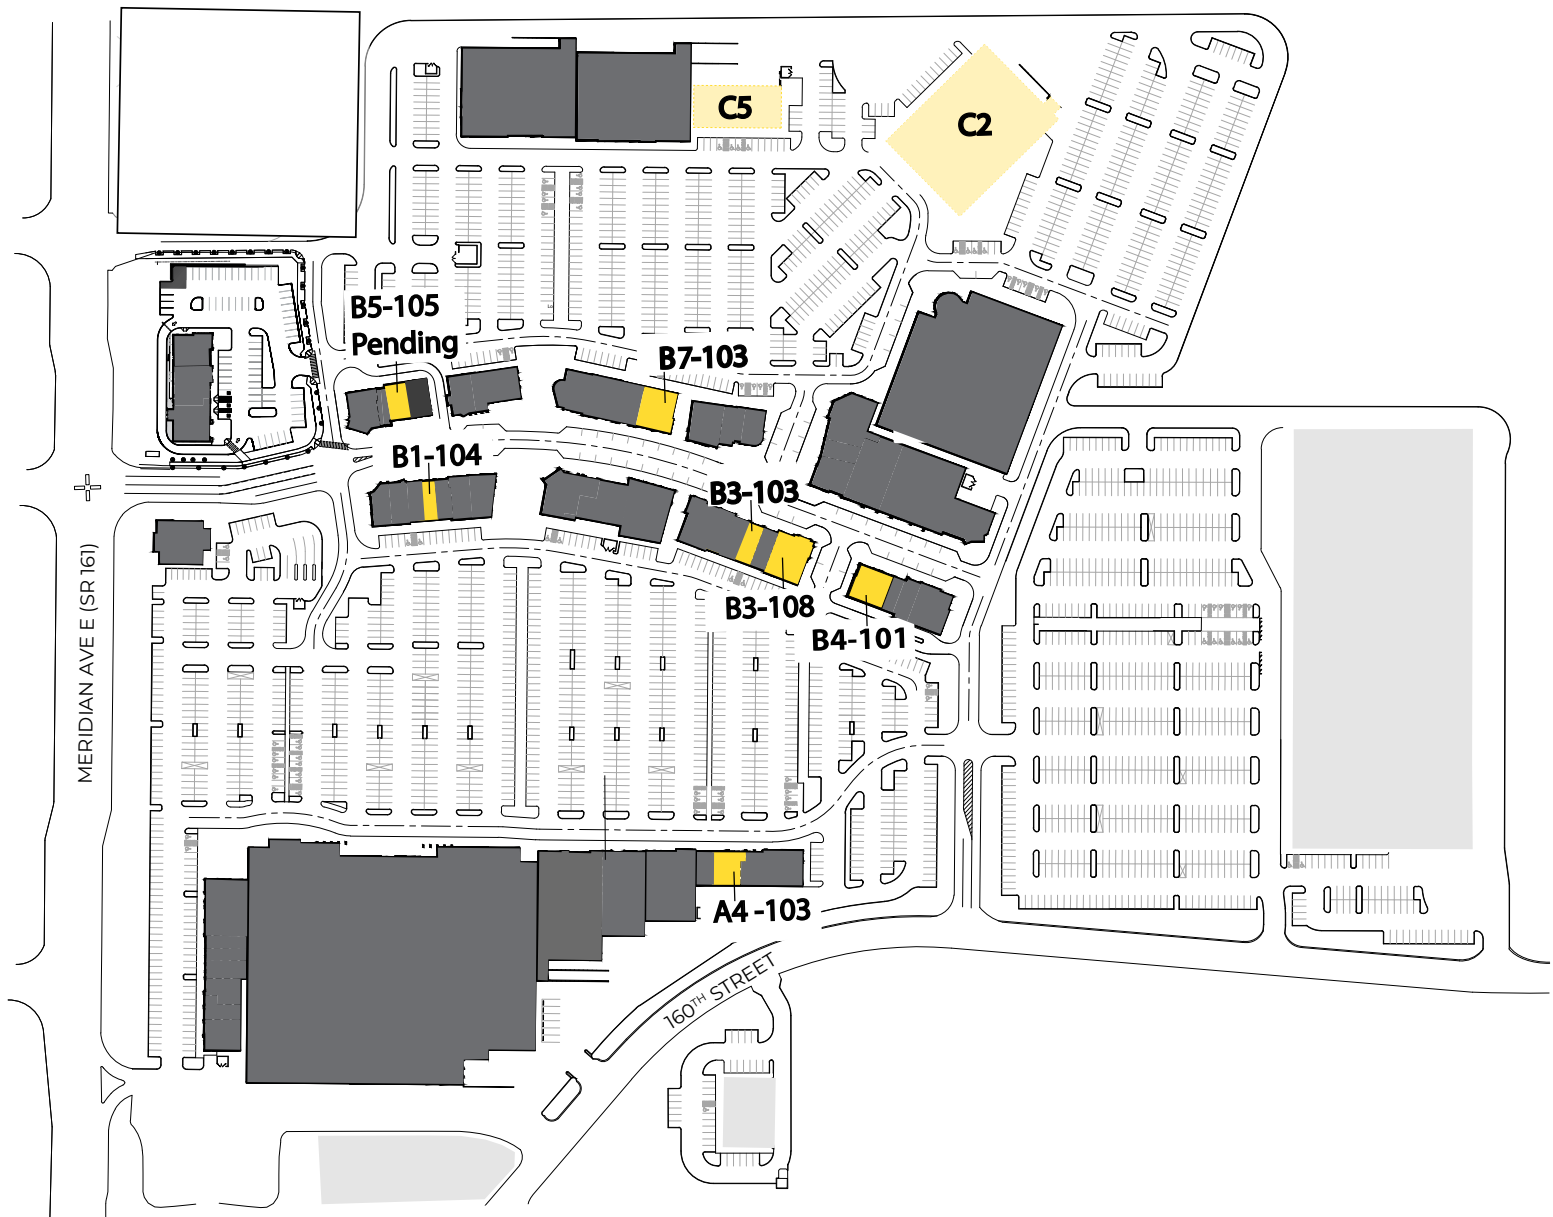 C5
C2
B5-105
Pending
B7-103
B1-104
B3-103
B3-108
B4-101
MERIDIAN AVE E (SR 161)
A4 -103
160TH STREET